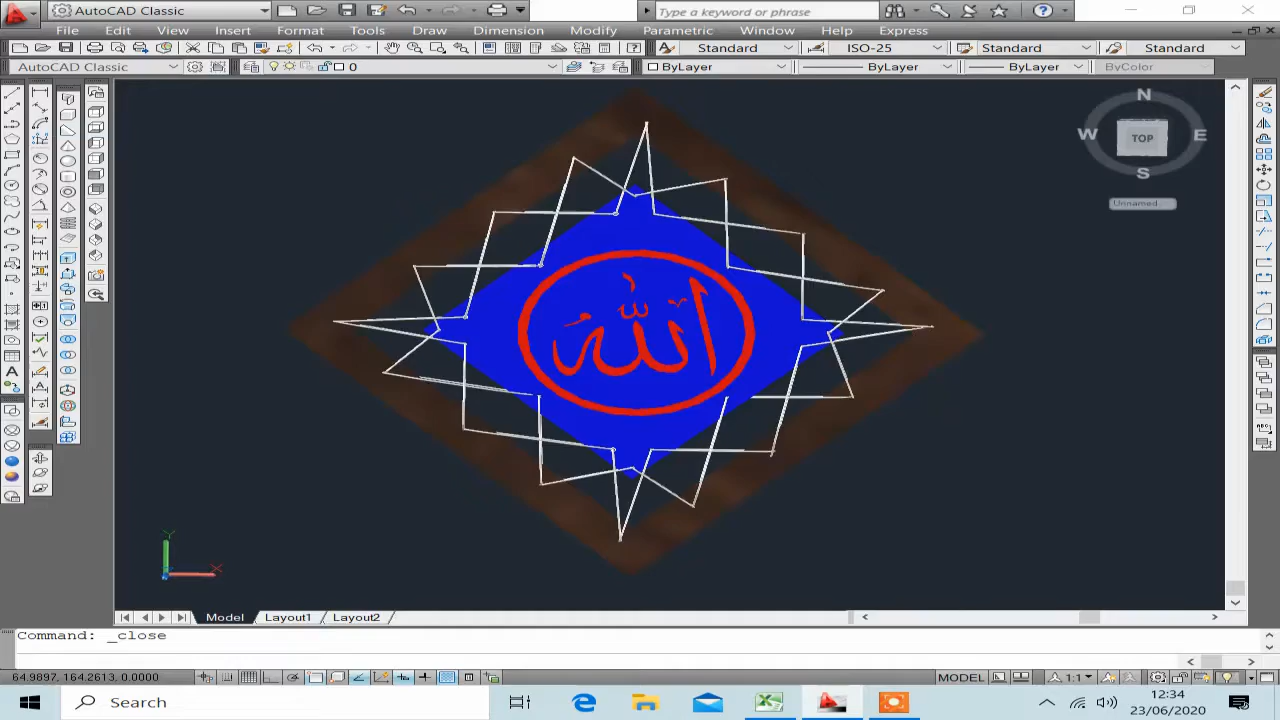 AutoCAD Classic
Type a keyword or phrase
File Edit View Insert Format Tools Draw Dimension Modify Parametric Window Help Express
Standard ISO-25 Standard Standard
AutoCAD Classic 0 ByLayer ByLayer ByLayer ByColor
N
W TOP E
S
Unnamed...
الله
Y
X
Model Layout1 Layout2
Command: _close
64.9897, 164.2613, 0.0000 MODEL 1:1
Search
12:34
23/06/2020